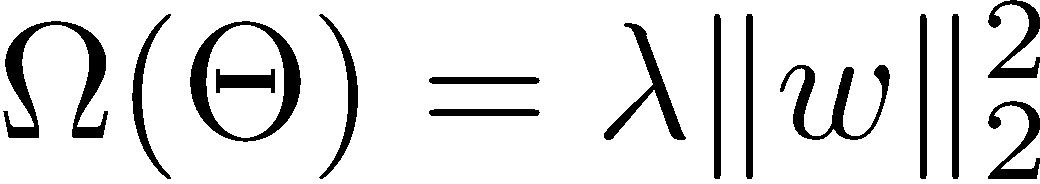 Ω(Θ) = λ‖w‖₂²